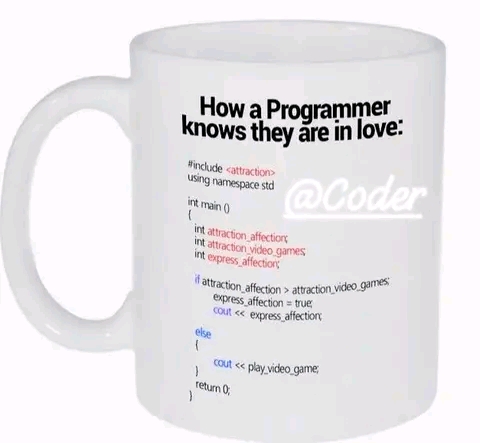 How a Programmer
knows they are in love:
#include <attraction>
using namespace std
@Coder
int main ()
{
int attraction_affection;
int attraction_video_games;
int express_affection;
if attraction_affection > attraction_video_games;
express_affection = true;
cout << express_affection;
else
{
cout << play_video_game;
}
return 0;
}